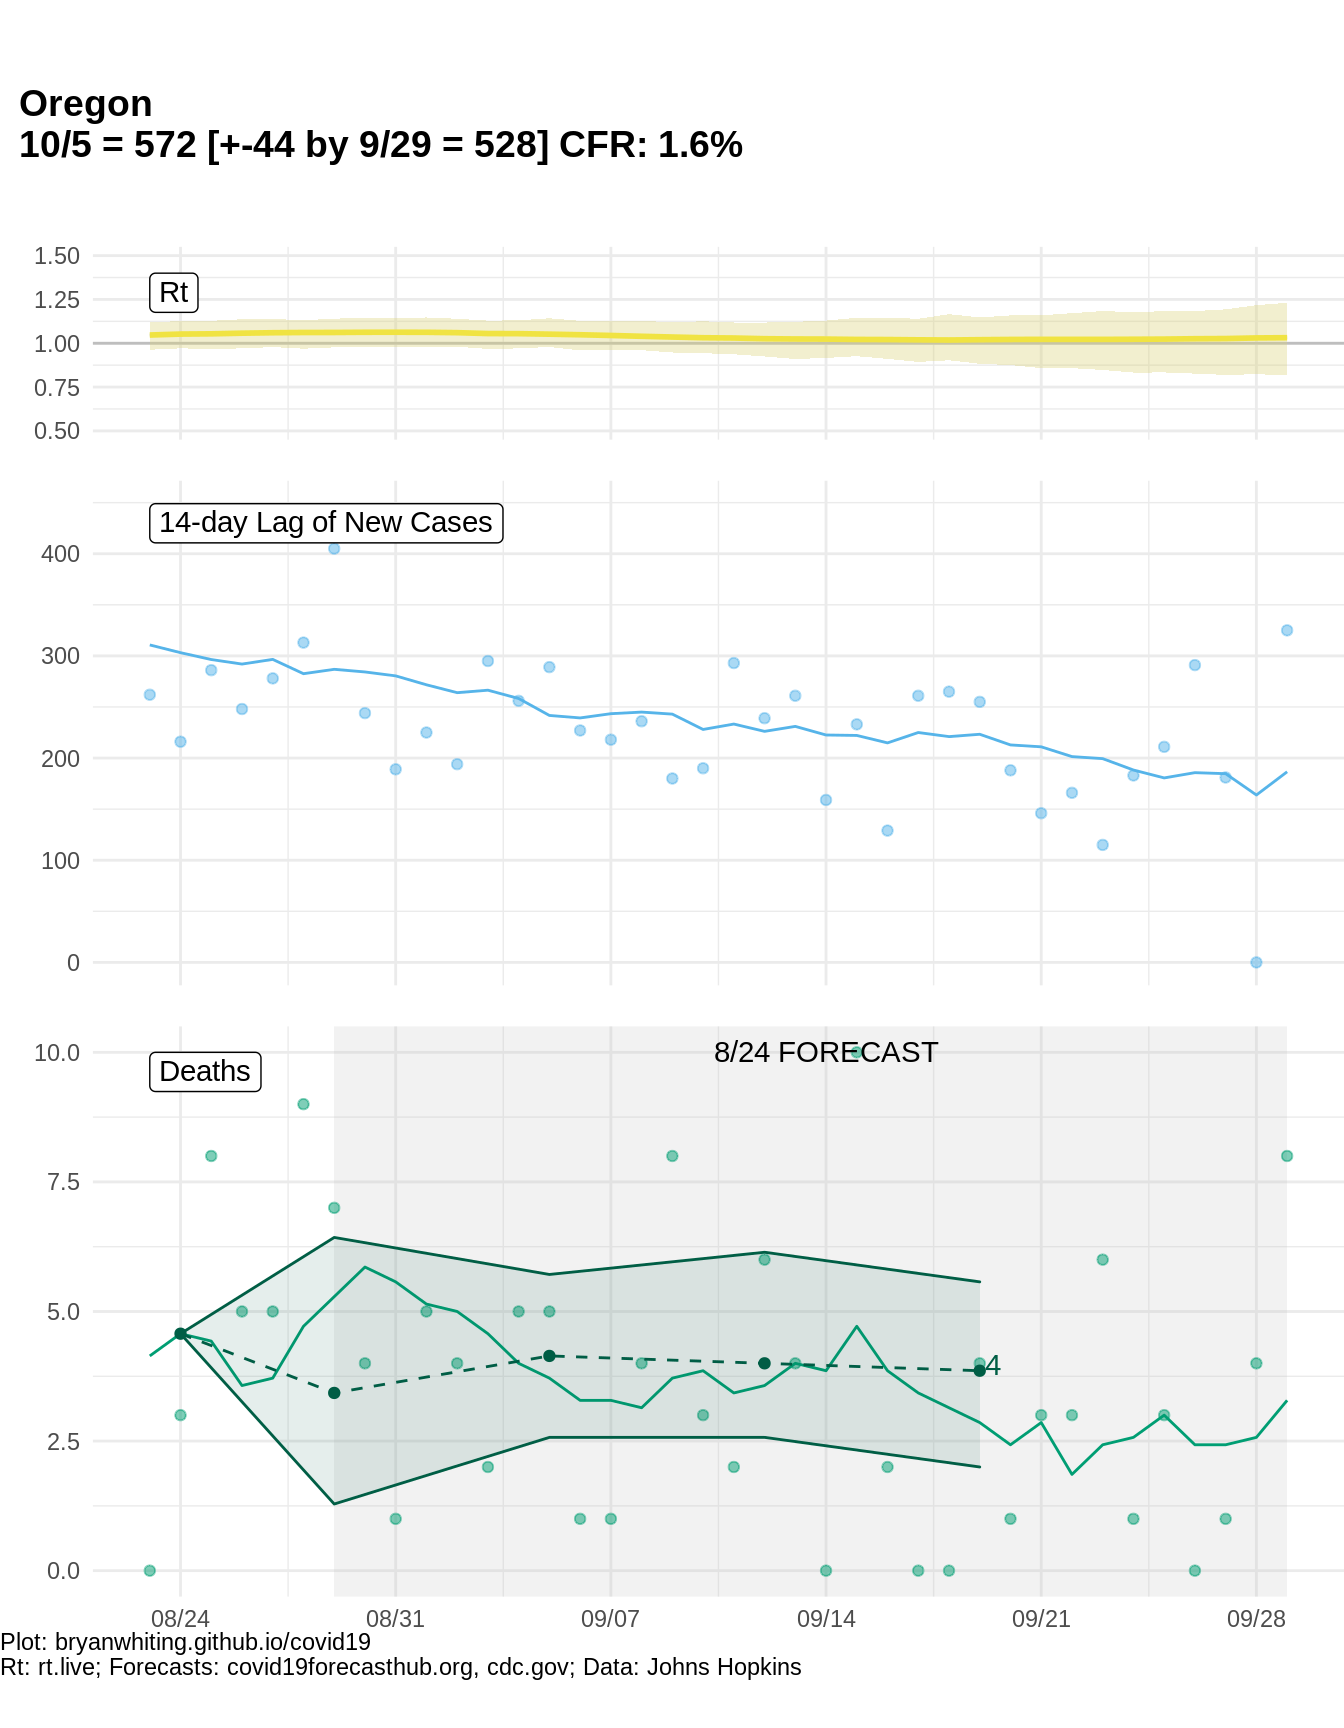 Oregon
10/5 = 572 [+-44 by 9/29 = 528] CFR: 1.6%
1.50
Rt
1.25
1.00
0.75
0.50
14-day Lag of New Cases
400
300
200
100
0
8/24 FORECAST
10.0
Deaths
7.5
5.0
4
2.5
0.0
08/24 08/31 09/07 09/14 09/21 09/28
Plot: bryanwhiting.github.io/covid19
Rt: rt.live; Forecasts: covid19forecasthub.org, cdc.gov; Data: Johns Hopkins